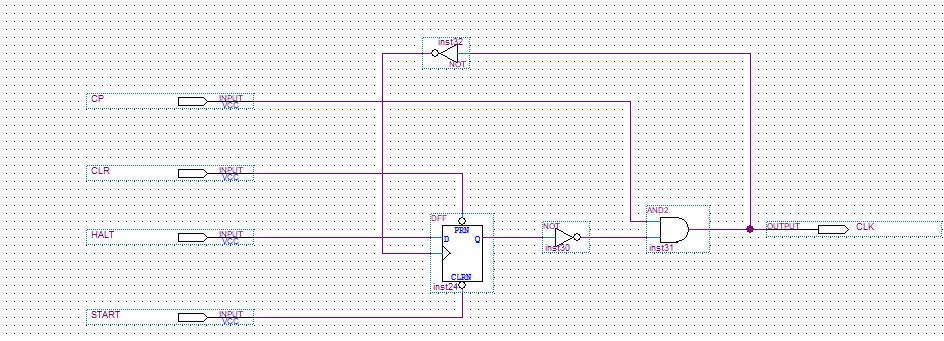 inst32
NOT
CP
INPUT
VCC
CLR
INPUT
VCC
DFF
PRN
D
Q
CLRN
inst24
HALT
INPUT
VCC
NOT
inst30
AND2
inst31
OUTPUT
CLK
START
INPUT
VCC